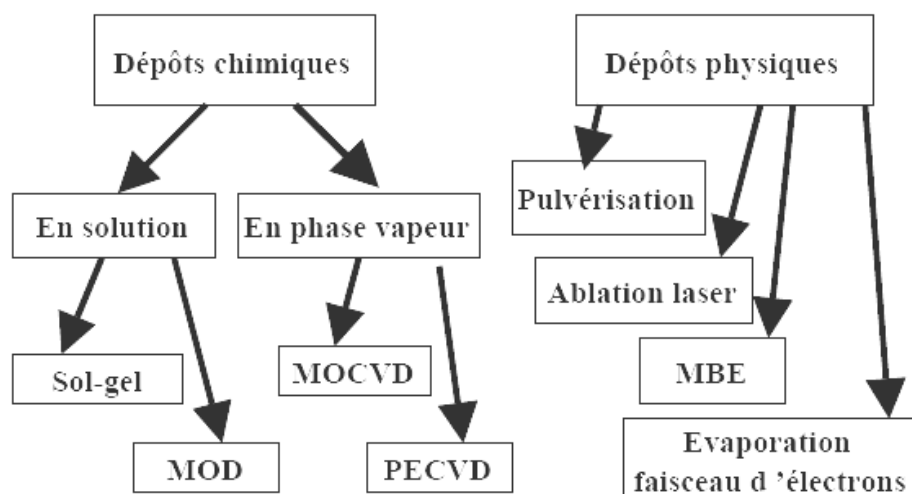 Dépôts chimiques
Dépôts physiques
En solution
En phase vapeur
Pulvérisation
Ablation laser
Sol-gel
MOCVD
MBE
MOD
PECVD
Evaporation
faisceau d ’électrons